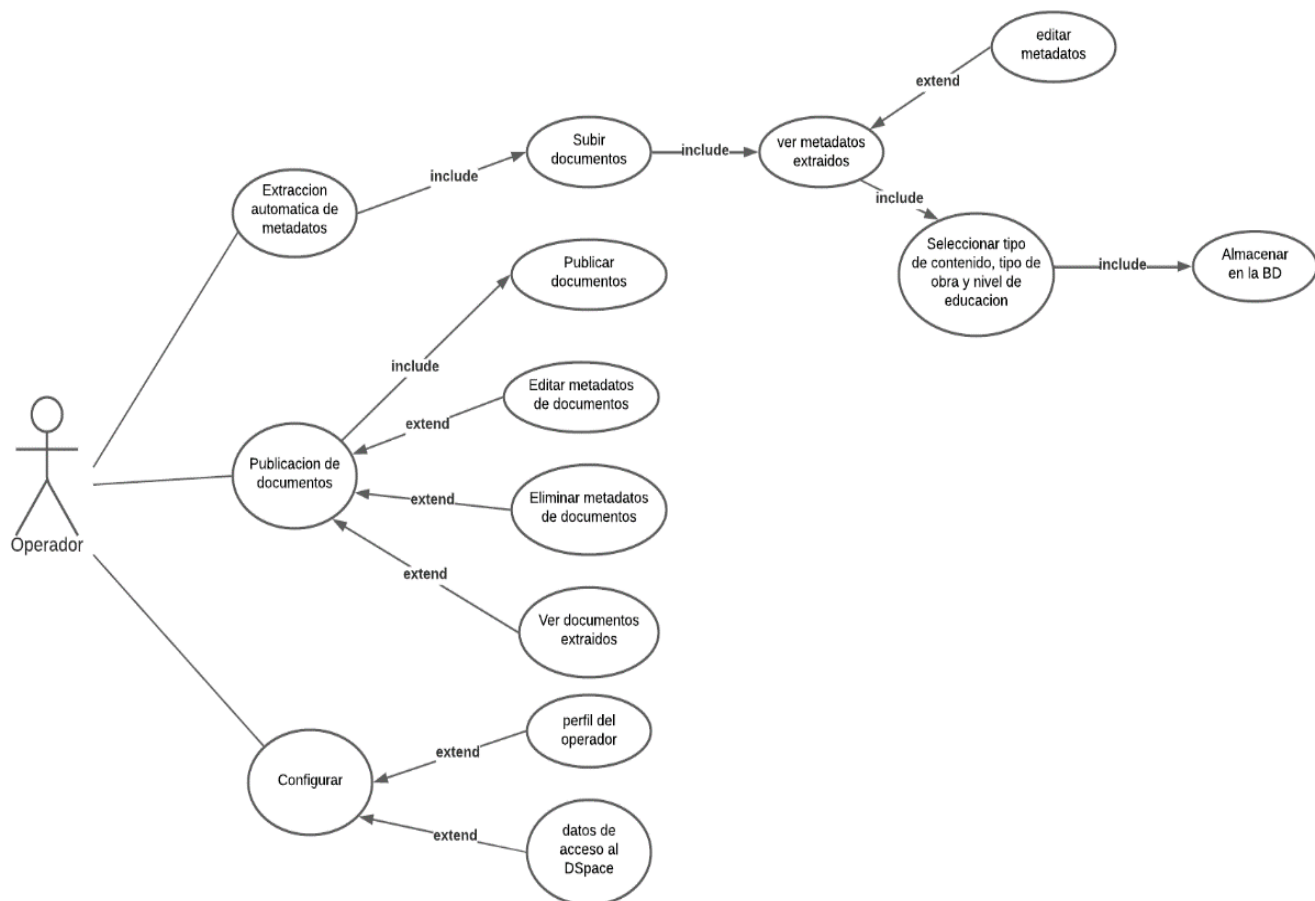 editar
metadatos
extend
Subir
documentos
include
ver metadatos
extraidos
include
Extraccion
automatica de
metadatos
include
Seleccionar tipo
de contenido, tipo de
obra y nivel de
educacion
include
Almacenar
en la BD
Publicar
documentos
include
Editar metadatos
de documentos
extend
Publicacion de
documentos
Eliminar metadatos
de documentos
extend
Operador
extend
Ver documentos
extraidos
perfil del
operador
extend
Configurar
extend
datos de
acceso al
DSpace